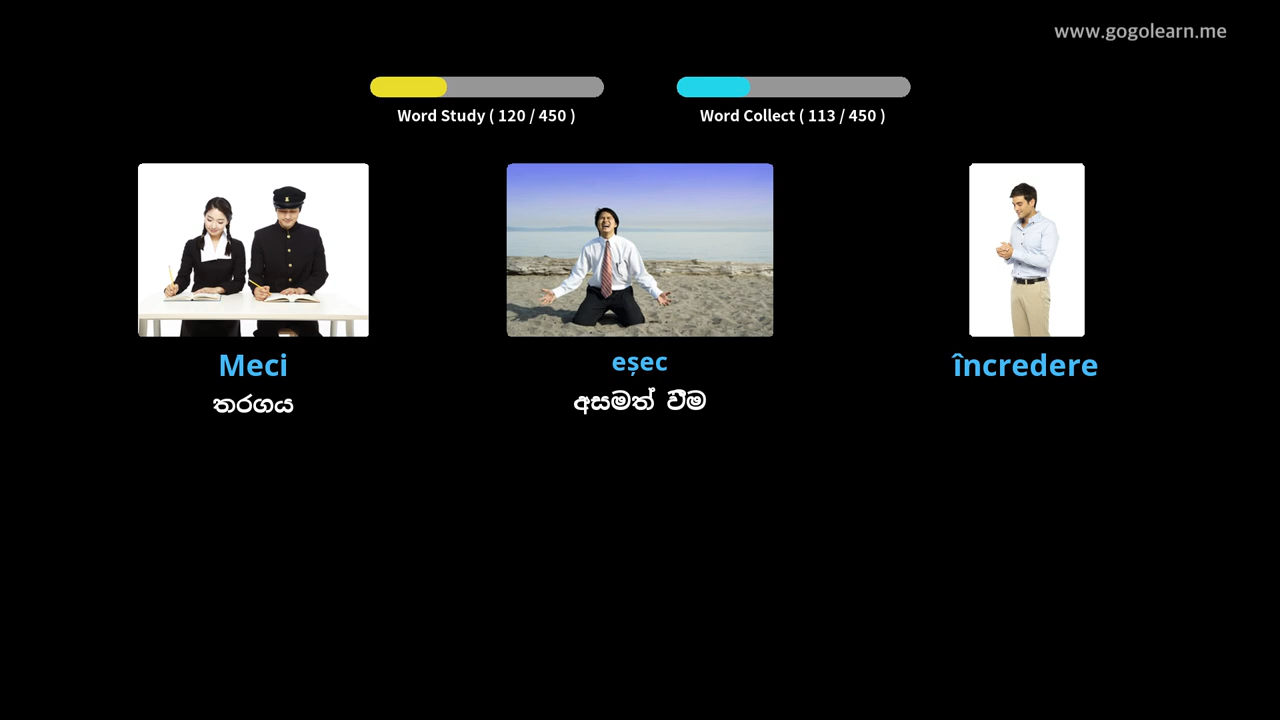 www.gogolearn.me
Word Study ( 120 / 450 )
Word Collect ( 113 / 450 )
Meci
eșec
încredere
තරගය
අසමත් වීම